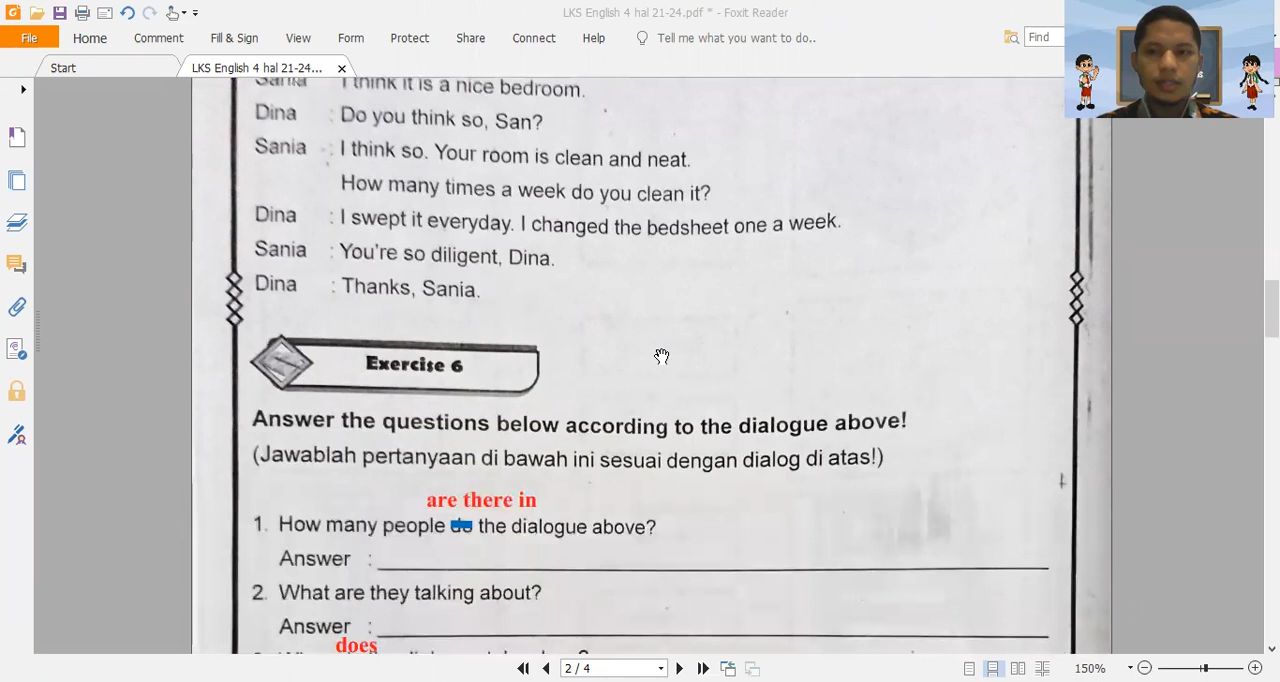 LKS English 4 hal 21-24.pdf * - Foxit Reader
File Home Comment Fill & Sign View Form Protect Share Connect Help Tell me what you want to do.. Find
Start LKS English 4 hal 21-24... x
Sania I think it is a nice bedroom.
Dina : Do you think so, San?
Sania : I think so. Your room is clean and neat.
How many times a week do you clean it?
Dina : I swept it everyday. I changed the bedsheet one a week.
Sania : You're so diligent, Dina.
Dina : Thanks, Sania.
Exercise 6
Answer the questions below according to the dialogue above!
(Jawablah pertanyaan di bawah ini sesuai dengan dialog di atas!)
are there in
1. How many people do the dialogue above?
Answer :
2. What are they talking about?
Answer :
does
2 / 4
150%